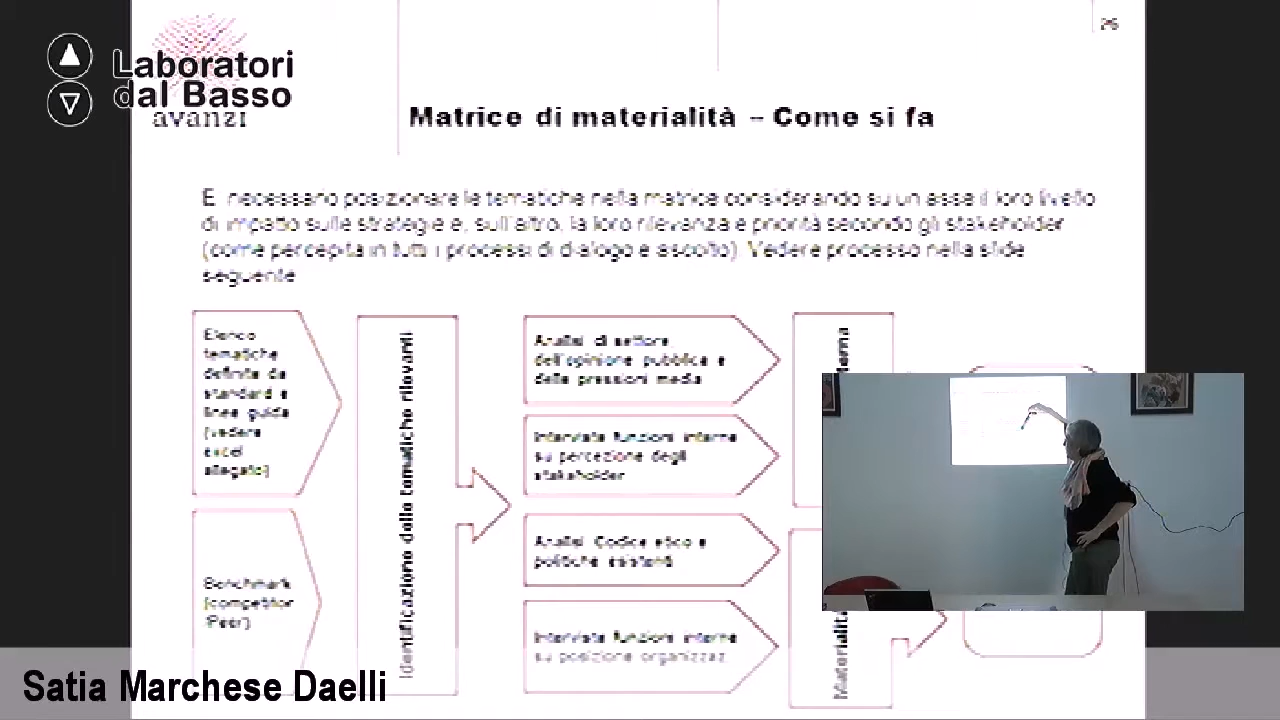 26
Laboratori
dal Basso
avanzi
Matrice di materialità – Come si fa
E' necessario posizionare le tematiche nella matrice considerando su un asse il loro livello
di impatto sulle strategie e, sull'altro, la loro rilevanza e priorità secondo gli stakeholder
(come percepita in tutti i processi di dialogo e ascolto). Vedere processo nella slide
seguente
Elenco
tematiche
definite da
standard e
linee guida
(vedere
excel
allegato)
Benchmark
(competitor
/Peer)
Identificazione delle tematiche rilevanti
Analisi di settore,
dell'opinione pubblica e
delle pressioni media
Interviste funzioni interne
su percezione degli
stakeholder
Analisi Codice etico e
politiche esistenti
Interviste funzioni interne
su posizione organizzaz
Materialità
Satia Marchese Daelli